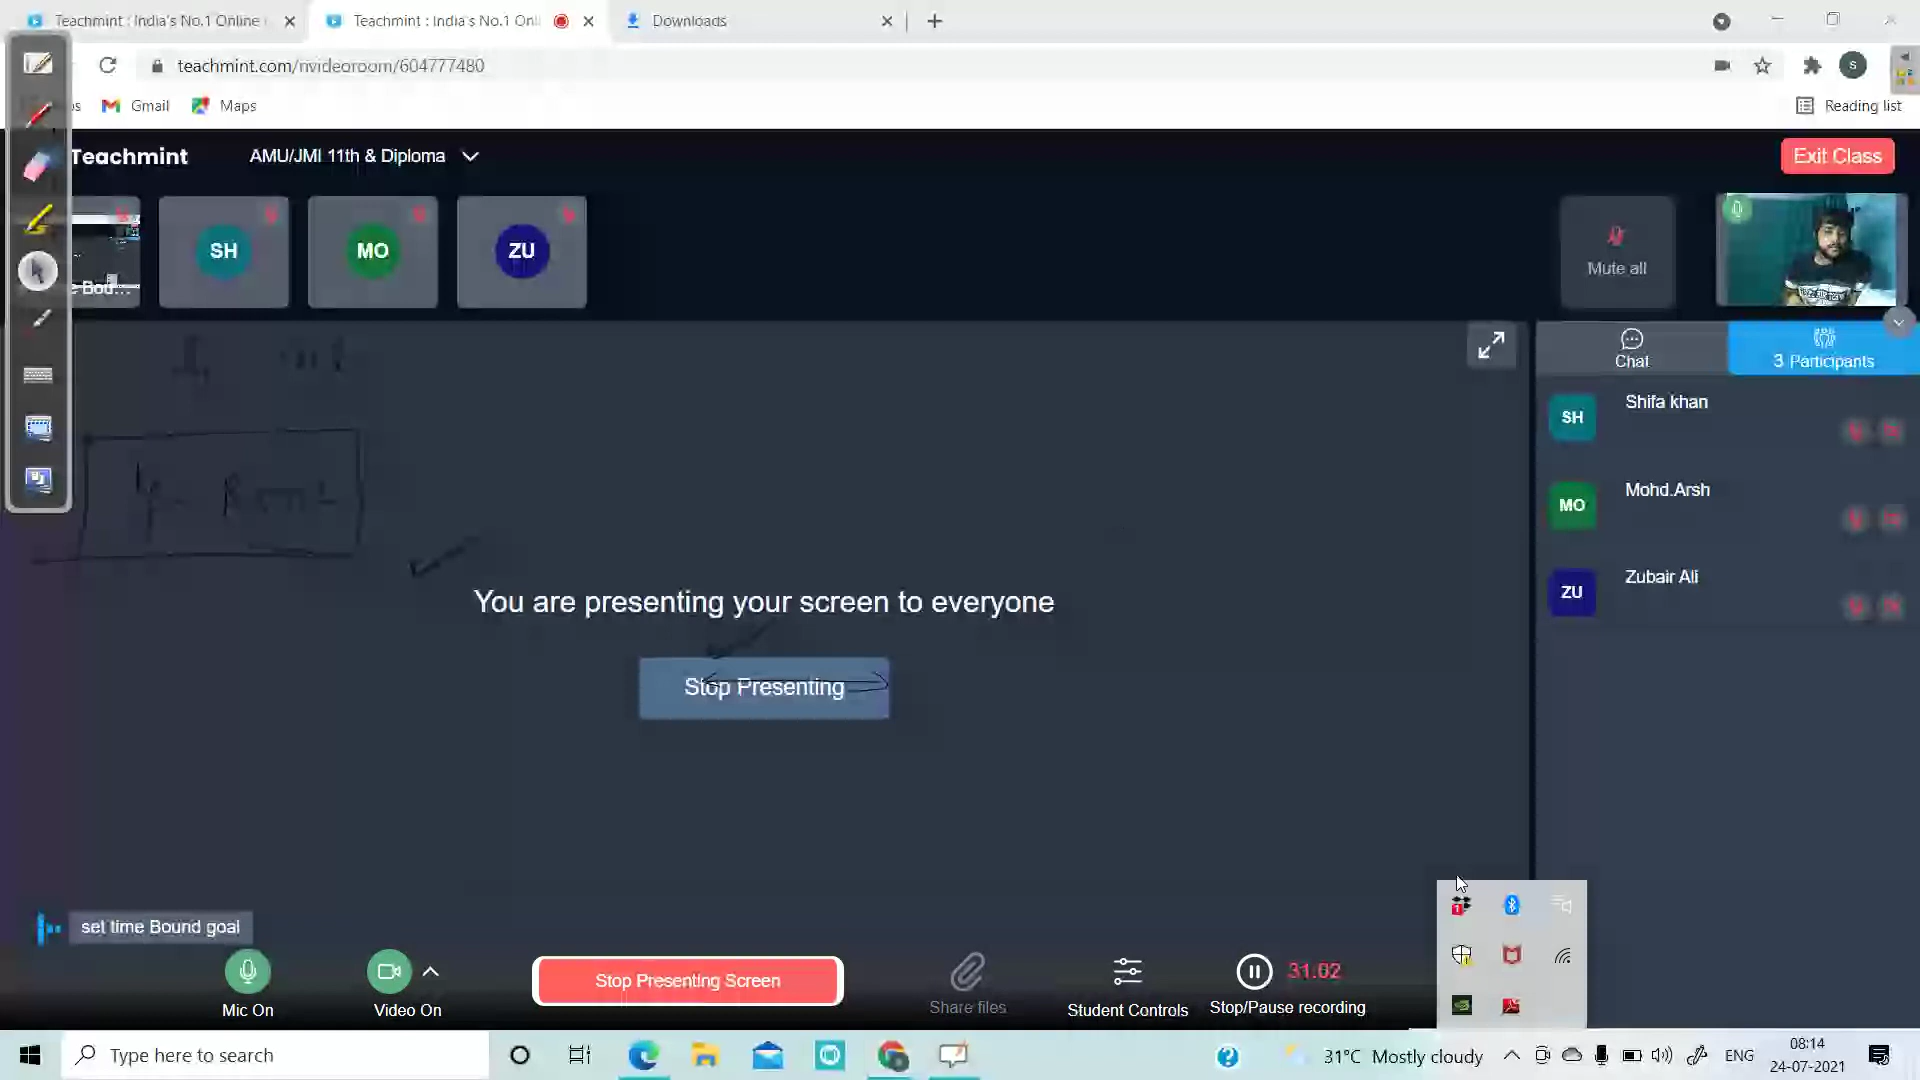 Teachmint : India's No.1 Online
Teachmint : India's No.1 Onli
Downloads
teachmint.com/nvideoroom/604777480
S
Gmail
Maps
Reading list
Teachmint
AMU/JMI 11th & Diploma
Exit Class
SH
MO
ZU
Mute all
Chat
3 Participants
SH
Shifa khan
MO
Mohd.Arsh
ZU
Zubair Ali
You are presenting your screen to everyone
Stop Presenting
set time Bound goal
Mic On
Video On
Stop Presenting Screen
Share files
Student Controls
31:02
Stop/Pause recording
Type here to search
31°C Mostly cloudy
ENG
08:14
24-07-2021